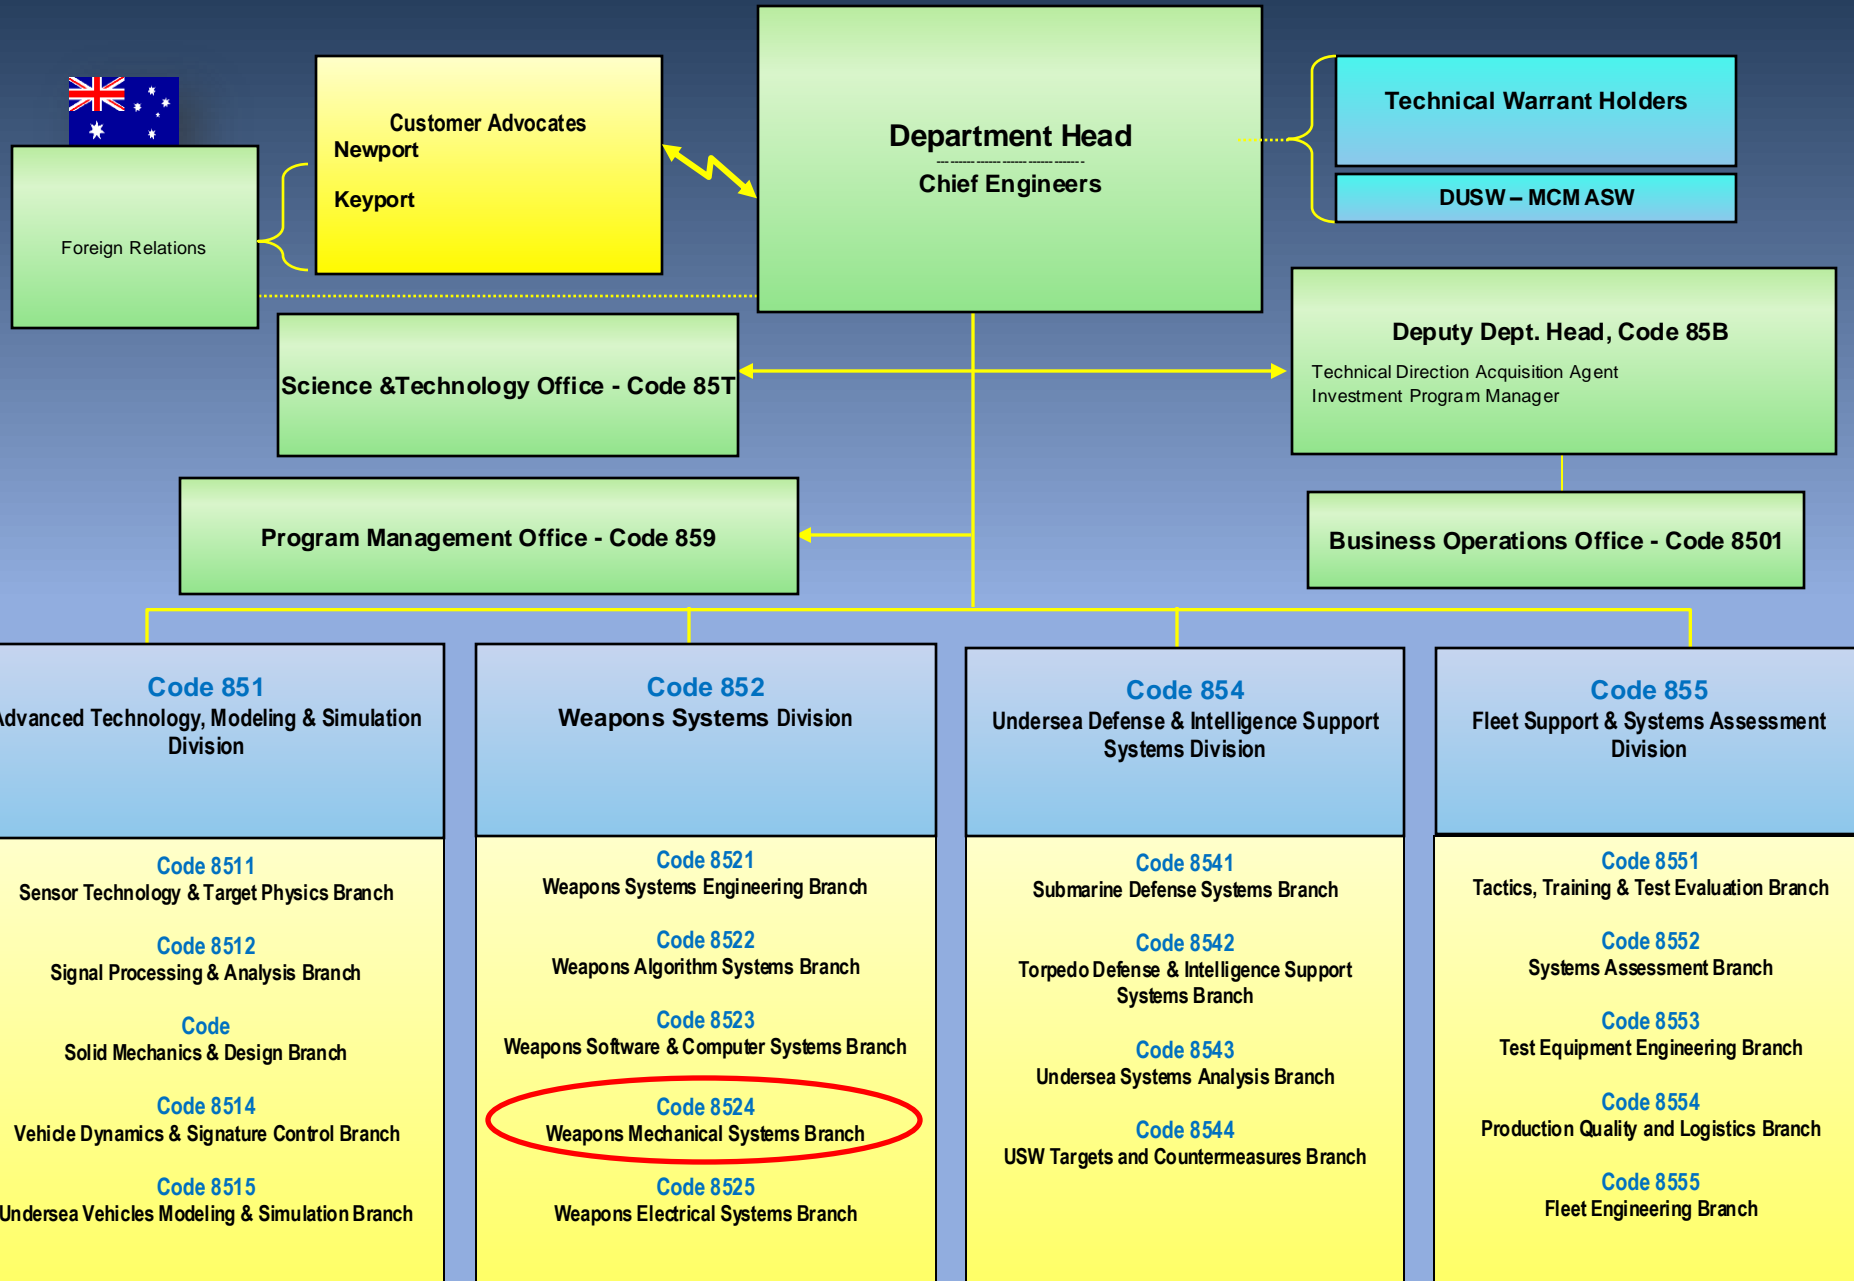 Customer Advocates
Newport
Keyport
Department Head
--------------------------------
Chief Engineers
Technical Warrant Holders
DUSW – MCM ASW
Foreign Relations
Deputy Dept. Head, Code 85B
Technical Direction Acquisition Agent
Investment Program Manager
Science &Technology Office - Code 85T
Program Management Office - Code 859
Business Operations Office - Code 8501
Code 851
Advanced Technology, Modeling & Simulation
Division
Code 8511
Sensor Technology & Target Physics Branch
Code 8512
Signal Processing & Analysis Branch
Code
Solid Mechanics & Design Branch
Code 8514
Vehicle Dynamics & Signature Control Branch
Code 8515
Undersea Vehicles Modeling & Simulation Branch
Code 852
Weapons Systems Division
Code 8521
Weapons Systems Engineering Branch
Code 8522
Weapons Algorithm Systems Branch
Code 8523
Weapons Software & Computer Systems Branch
Code 8524
Weapons Mechanical Systems Branch
Code 8525
Weapons Electrical Systems Branch
Code 854
Undersea Defense & Intelligence Support
Systems Division
Code 8541
Submarine Defense Systems Branch
Code 8542
Torpedo Defense & Intelligence Support
Systems Branch
Code 8543
Undersea Systems Analysis Branch
Code 8544
USW Targets and Countermeasures Branch
Code 855
Fleet Support & Systems Assessment
Division
Code 8551
Tactics, Training & Test Evaluation Branch
Code 8552
Systems Assessment Branch
Code 8553
Test Equipment Engineering Branch
Code 8554
Production Quality and Logistics Branch
Code 8555
Fleet Engineering Branch